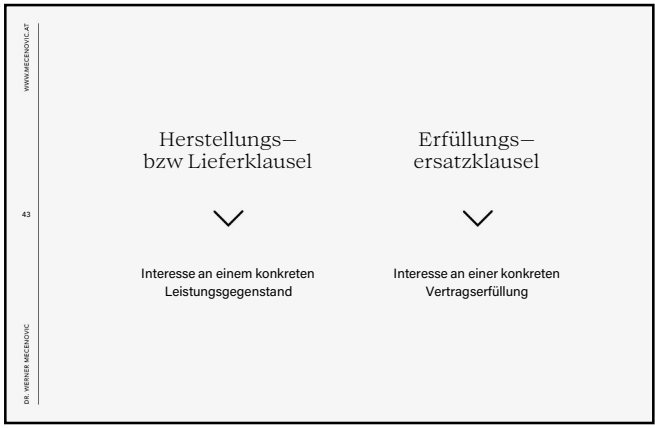 WWW.MECENOVIC.AT
43
DR. WERNER MECENOVIC
Herstellungs—
bzw Lieferklausel
Interesse an einem konkreten
Leistungsgegenstand
Erfüllungs—
ersatzklausel
Interesse an einer konkreten
Vertragserfüllung